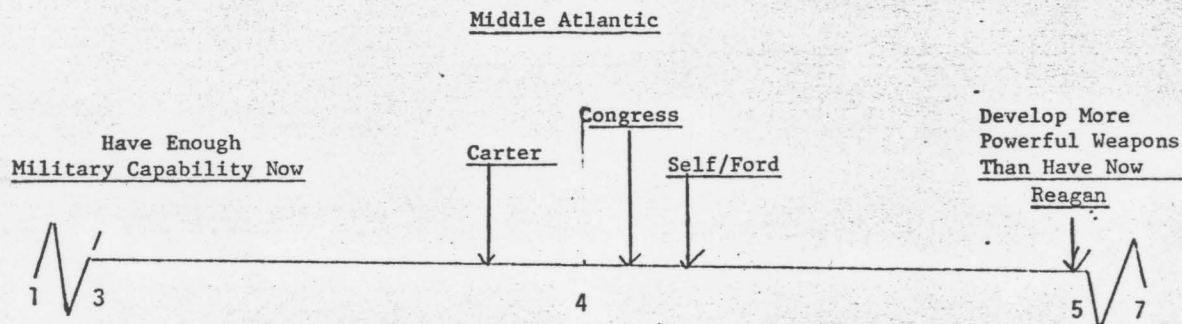 Middle Atlantic
Have Enough
Military Capability Now
Carter
Congress
Self/Ford
Develop More
Powerful Weapons
Than Have Now
Reagan
1 3 4 5 7